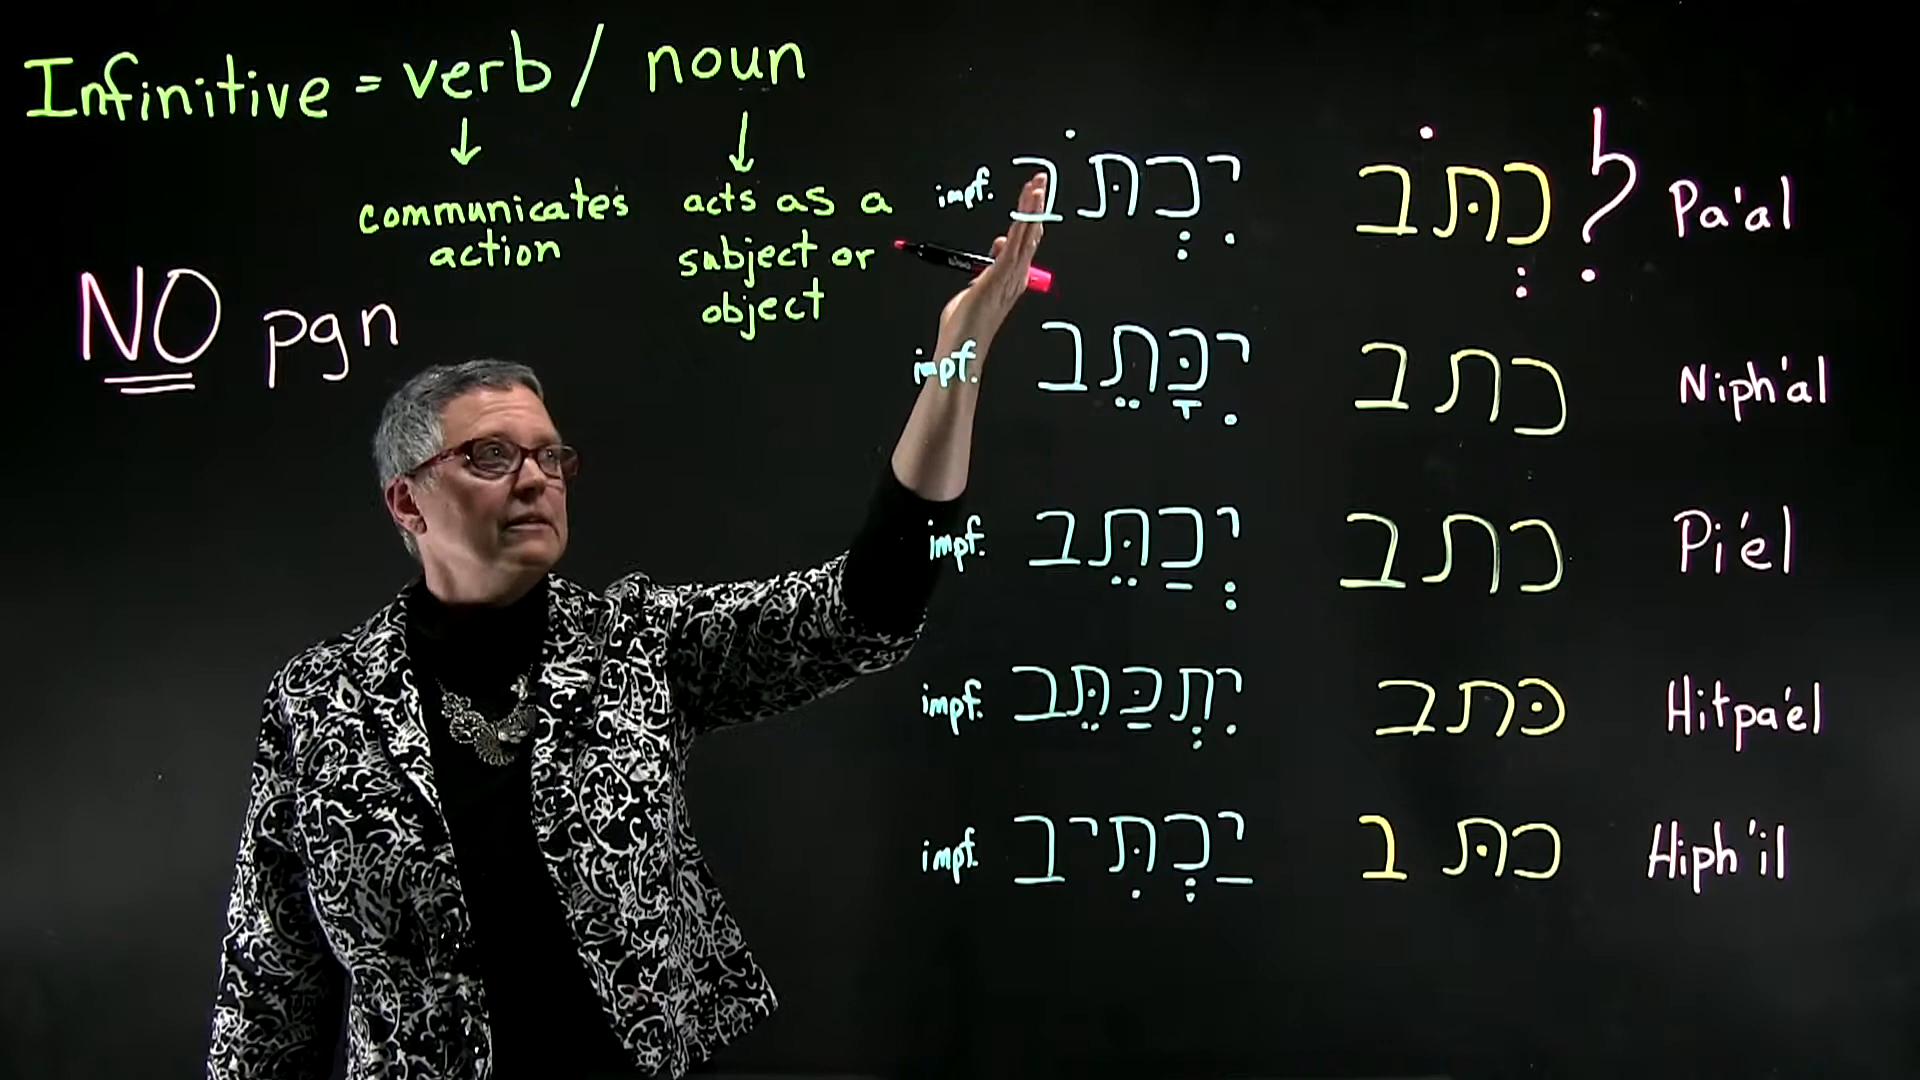 Infinitive = verb / noun
communicates
action
acts as a
subject or
object
NO pgn
impf. יִכְתֹּב לִכְתֹּב Pa'al
impf. יִכָּתֵב כתב Niph'al
impf. יְכַתֵּב כתב Pi'el
impf. יִתְכַּתֵּב כּתב Hitpa'el
impf. יַכְתִּיב כתּב Hiph'il